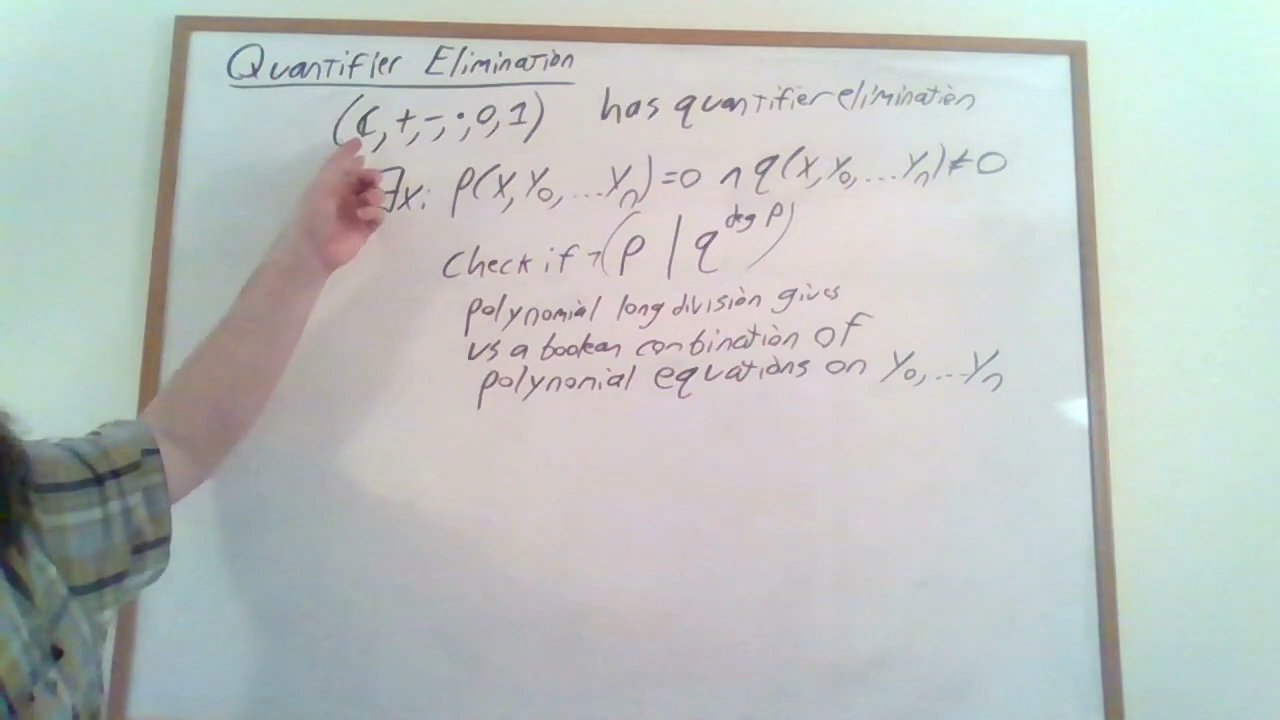 Quantifier Elimination
(ℂ, +, -, ·, 0, 1) has quantifier elimination
∃x: p(x, y₀, ... yₙ) = 0 ∧ q(x, y₀, ... yₙ) ≠ 0
Check if ¬(p | q^deg p)
polynomial long division gives
us a boolean combination of
polynomial equations on y₀, ... yₙ